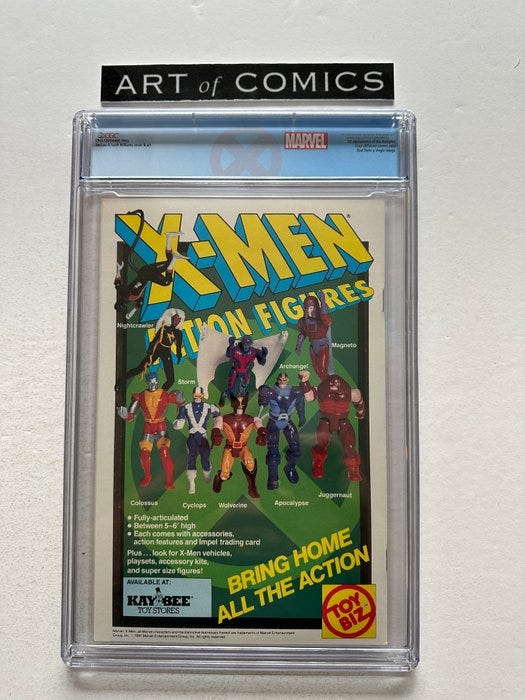 ART of COMICS
CGC
MARVEL
X-MEN
ACTION FIGURES
Nightcrawler
Magneto
Archangel
Storm
Juggernaut
Colossus
Cyclops
Wolverine
Apocalypse
• Fully-articulated
• Between 5–6" high
• Each comes with accessories,
action features and Impel trading card
Plus . . . look for X-Men vehicles,
playsets, accessory kits,
and super size figures!
BRING HOME
ALL THE ACTION
AVAILABLE AT:
KAY·BEE
TOY STORES
TOY
BIZ